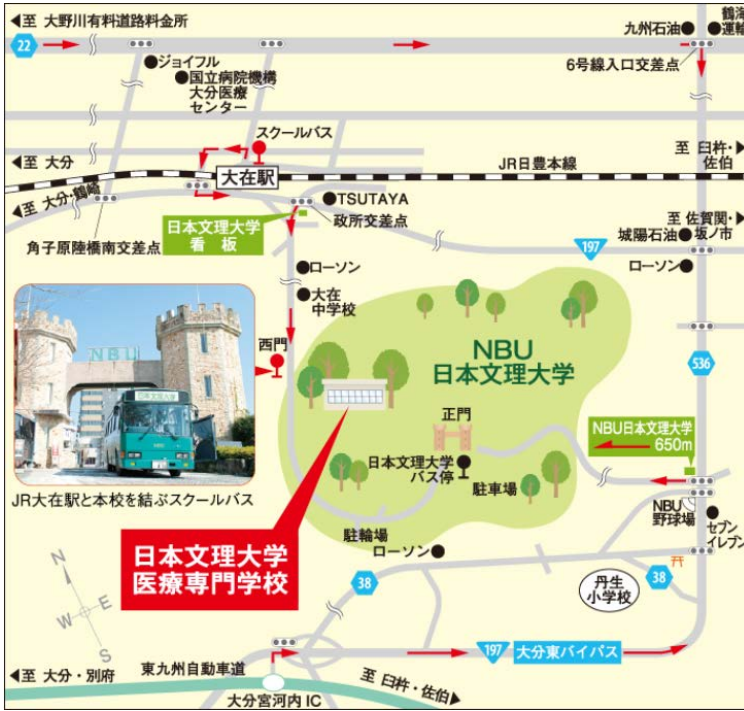 ◀至 大野川有料道路料金所
22
九州石油
6号線入口交差点
ジョイフル
国立病院機構
大分医療
センター
スクールバス
◀至 大分
大在駅
JR日豊本線
至 臼杵・▶
佐伯
◀至 大分・鶴崎
角子原陸橋南交差点
日本文理大学
看 板
TSUTAYA
政所交差点
197
至 佐賀関・▶
坂ノ市
城陽石油
ローソン
ローソン
大在
中学校
西門
NBU
JR大在駅と本校を結ぶスクールバス
NBU
日本文理大学
正門
日本文理大学
バス停
駐車場
駐輪場
536
NBU日本文理大学
650m
NBU
野球場
セブン
イレブン
日本文理大学
医療専門学校
ローソン
38
丹生
小学校
38
N
W
E
S
197
大分東バイパス
◀至 大分・別府
東九州自動車道
大分宮河内IC
至 臼杵・佐伯▶